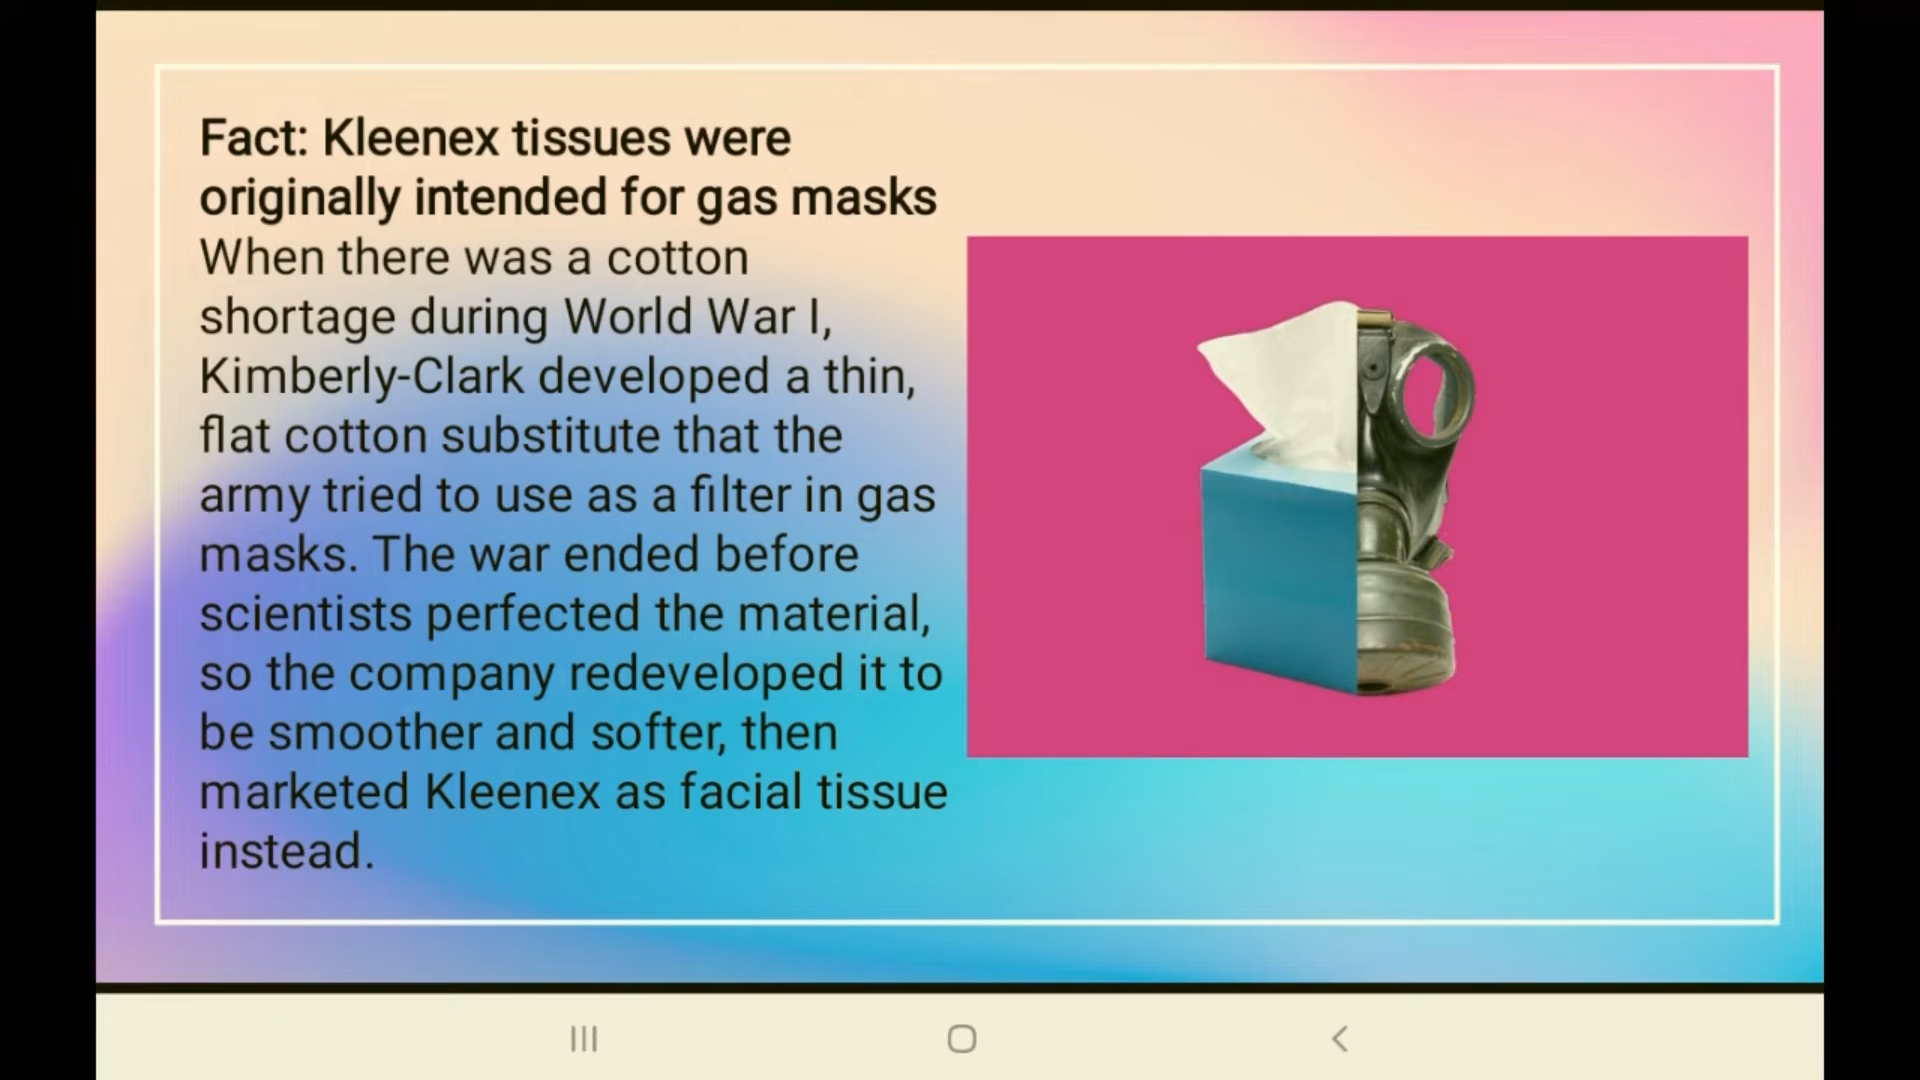 Fact: Kleenex tissues were
originally intended for gas masks
When there was a cotton
shortage during World War I,
Kimberly-Clark developed a thin,
flat cotton substitute that the
army tried to use as a filter in gas
masks. The war ended before
scientists perfected the material,
so the company redeveloped it to
be smoother and softer, then
marketed Kleenex as facial tissue
instead.